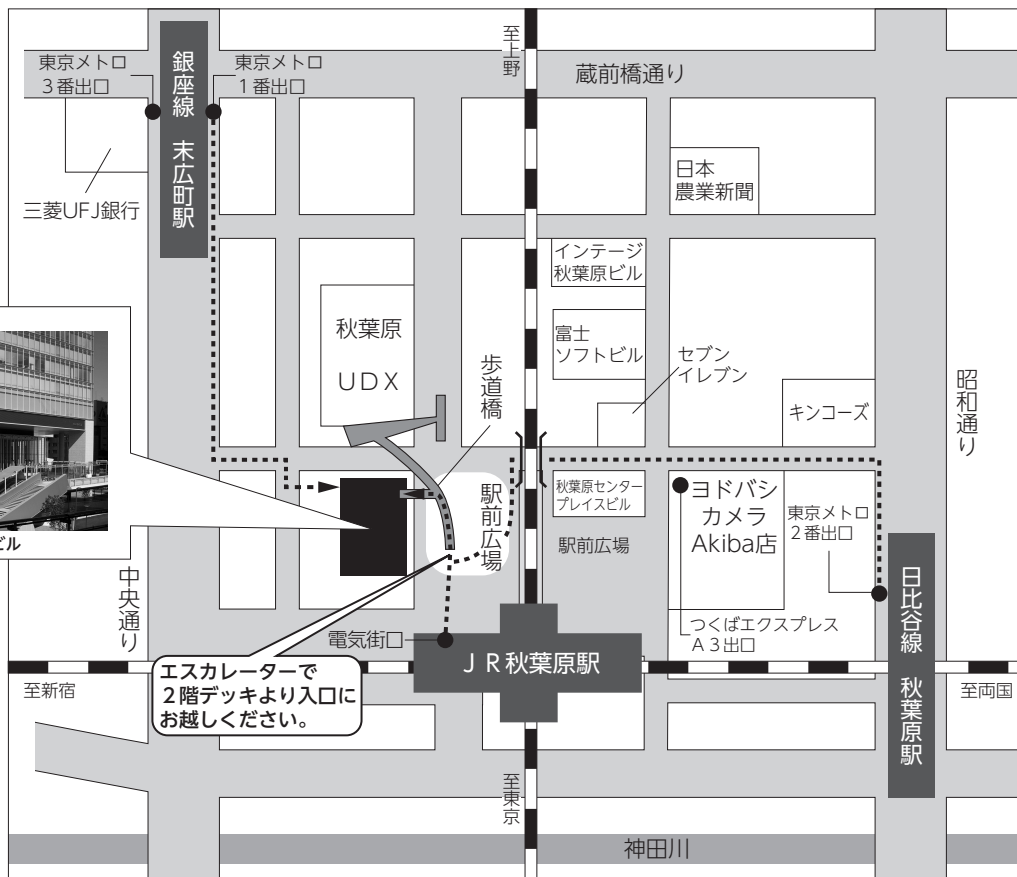 至上野
蔵前橋通り
東京メトロ
3番出口
銀座線 末広町駅
東京メトロ
1番出口
三菱UFJ銀行
日本
農業新聞
インテージ
秋葉原ビル
富士
ソフトビル
セブン
イレブン
キンコーズ
昭和通り
秋葉原
UDX
歩道橋
駅前広場
秋葉原センター
プレイスビル
駅前広場
ヨドバシ
カメラ
Akiba店
東京メトロ
2番出口
日比谷線 秋葉原駅
つくばエクスプレス
A3出口
ビル
中央通り
電気街口
JR秋葉原駅
エスカレーターで
2階デッキより入口に
お越しください。
至新宿
至両国
至東京
神田川